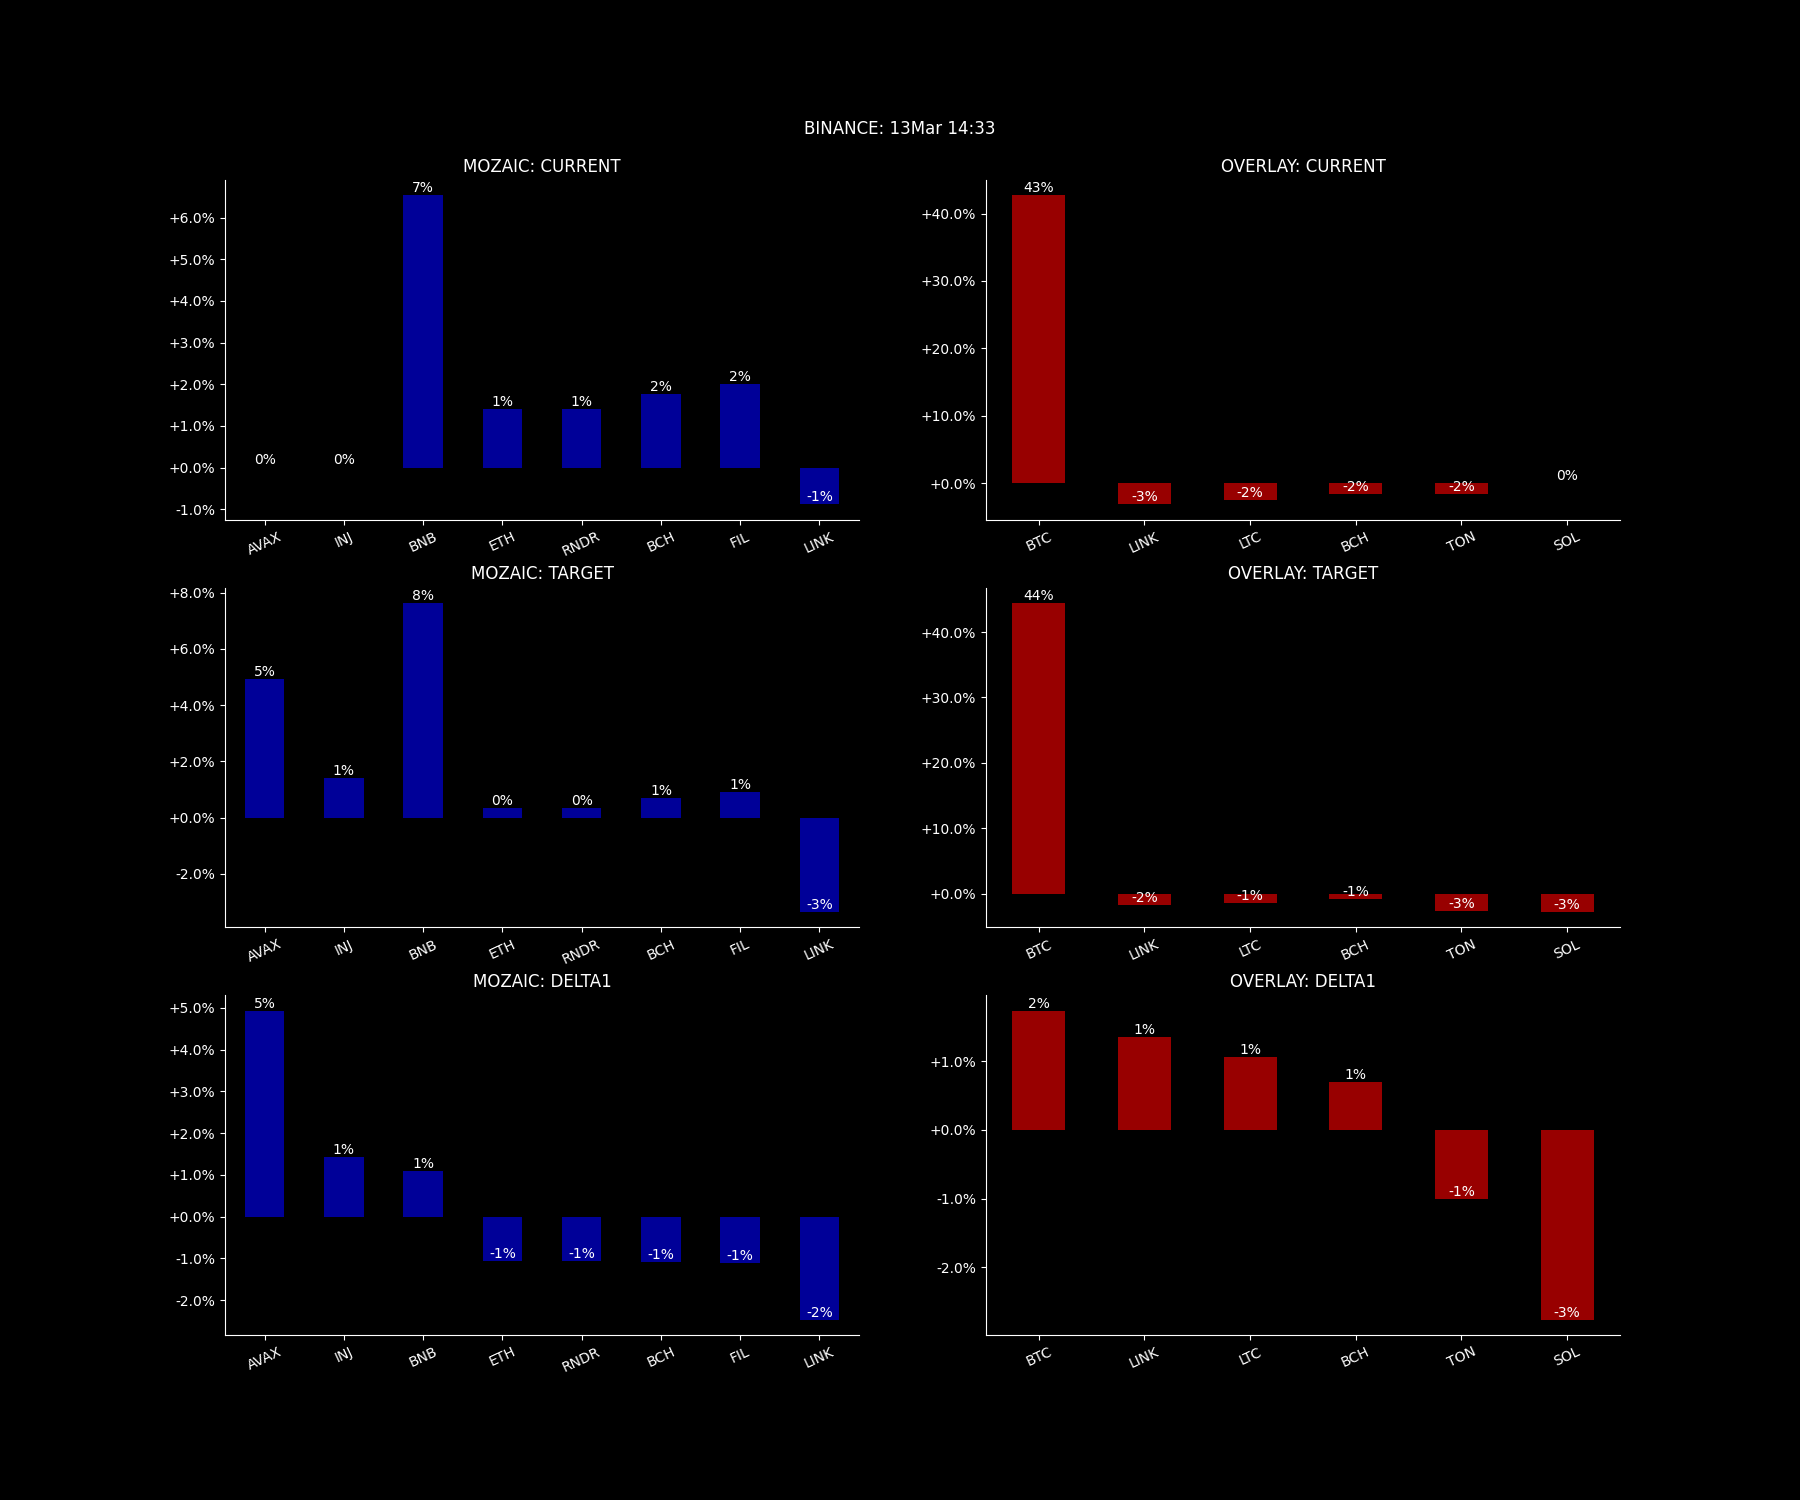 BINANCE: 13Mar 14:33
MOZAIC: CURRENT
7%
+6.0%
+5.0%
+4.0%
+3.0%
+2.0%
+1.0%
+0.0%
-1.0%
0% 0% 1% 1% 2% 2% -1%
AVAX INJ BNB ETH RNDR BCH FIL LINK
OVERLAY: CURRENT
43%
+40.0%
+30.0%
+20.0%
+10.0%
+0.0%
-3% -2% -2% -2% 0%
BTC LINK LTC BCH TON SOL
MOZAIC: TARGET
+8.0%
+6.0%
+4.0%
+2.0%
+0.0%
-2.0%
5% 1% 8% 0% 0% 1% 1% -3%
AVAX INJ BNB ETH RNDR BCH FIL LINK
OVERLAY: TARGET
44%
+40.0%
+30.0%
+20.0%
+10.0%
+0.0%
-2% -1% -1% -3% -3%
BTC LINK LTC BCH TON SOL
MOZAIC: DELTA1
+5.0%
+4.0%
+3.0%
+2.0%
+1.0%
+0.0%
-1.0%
-2.0%
5% 1% 1% -1% -1% -1% -1% -2%
AVAX INJ BNB ETH RNDR BCH FIL LINK
OVERLAY: DELTA1
+1.0%
+0.0%
-1.0%
-2.0%
2% 1% 1% 1% -1% -3%
BTC LINK LTC BCH TON SOL